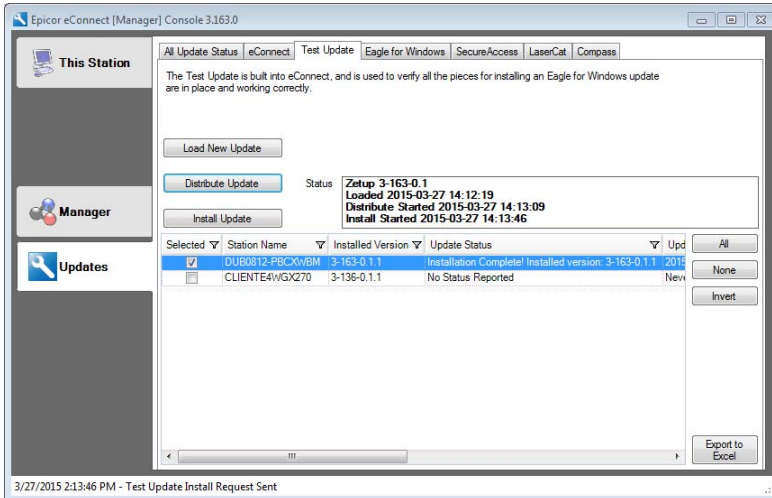 Epicor eConnect [Manager] Console 3.163.0
This Station
Manager
Updates
All Update Status eConnect Test Update Eagle for Windows SecureAccess LaserCat Compass
The Test Update is built into eConnect, and is used to verify all the pieces for installing an Eagle for Windows update
are in place and working correctly.
Load New Update
Distribute Update
Install Update
Status
Zetup 3-163-0.1
Loaded 2015-03-27 14:12:19
Distribute Started 2015-03-27 14:13:09
Install Started 2015-03-27 14:13:46
Selected Station Name Installed Version Update Status Upd
DUB0812-PBCXWBM 3-163-0.1.1 Installation Complete! Installed version: 3-163-0.1.1 2015
CLIENTE4WGX270 3-136-0.1.1 No Status Reported Neve
All
None
Invert
Export to
Excel
3/27/2015 2:13:46 PM - Test Update Install Request Sent